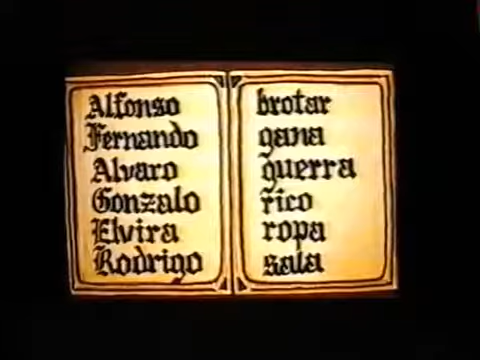 Alfonso
Fernando
Alvaro
Gonzalo
Elvira
Rodrigo
brotar
gana
guerra
rico
ropa
sala